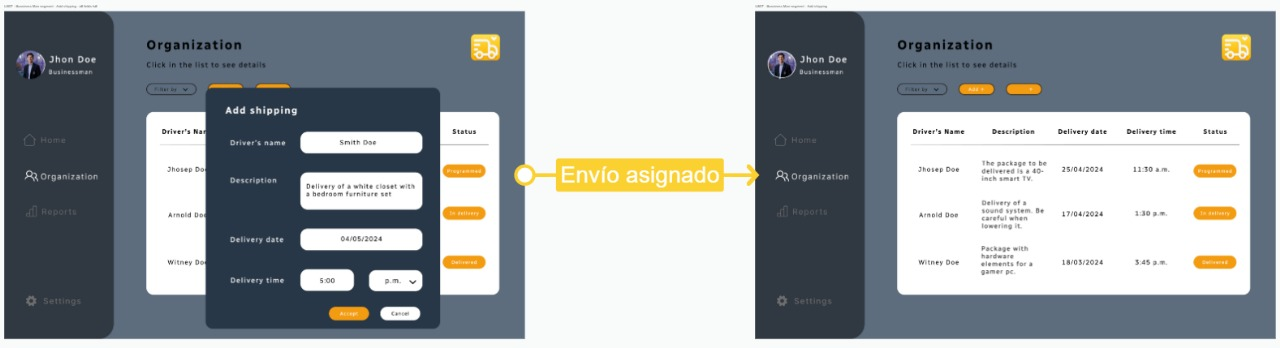 Jhon Doe
Businessman
Home
Organization
Reports
Settings
Organization
Click in the list to see details
Filter by
Driver's Nam
Status
Jhosep Doe
Programmed
Arnold Doe
In delivery
Witney Doe
Delivered
Add shipping
Driver's name
Smith Doe
Description
Delivery of a white closet with
a bedroom furniture set
Delivery date
04/05/2024
Delivery time
5:00
p.m.
Accept
Cancel
Envío asignado
Jhon Doe
Businessman
Home
Organization
Reports
Settings
Organization
Click in the list to see details
Filter by
Add +
+
Driver's Name Description Delivery date Delivery time Status
Jhosep Doe
The package to be
delivered is a 40-
inch smart TV.
25/04/2024
11:30 a.m.
Programmed
Arnold Doe
Delivery of a
sound system. Be
careful when
lowering it.
17/04/2024
1:30 p.m.
In delivery
Witney Doe
Package with
hardware
elements for a
gamer pc.
18/03/2024
3:45 p.m.
Delivered